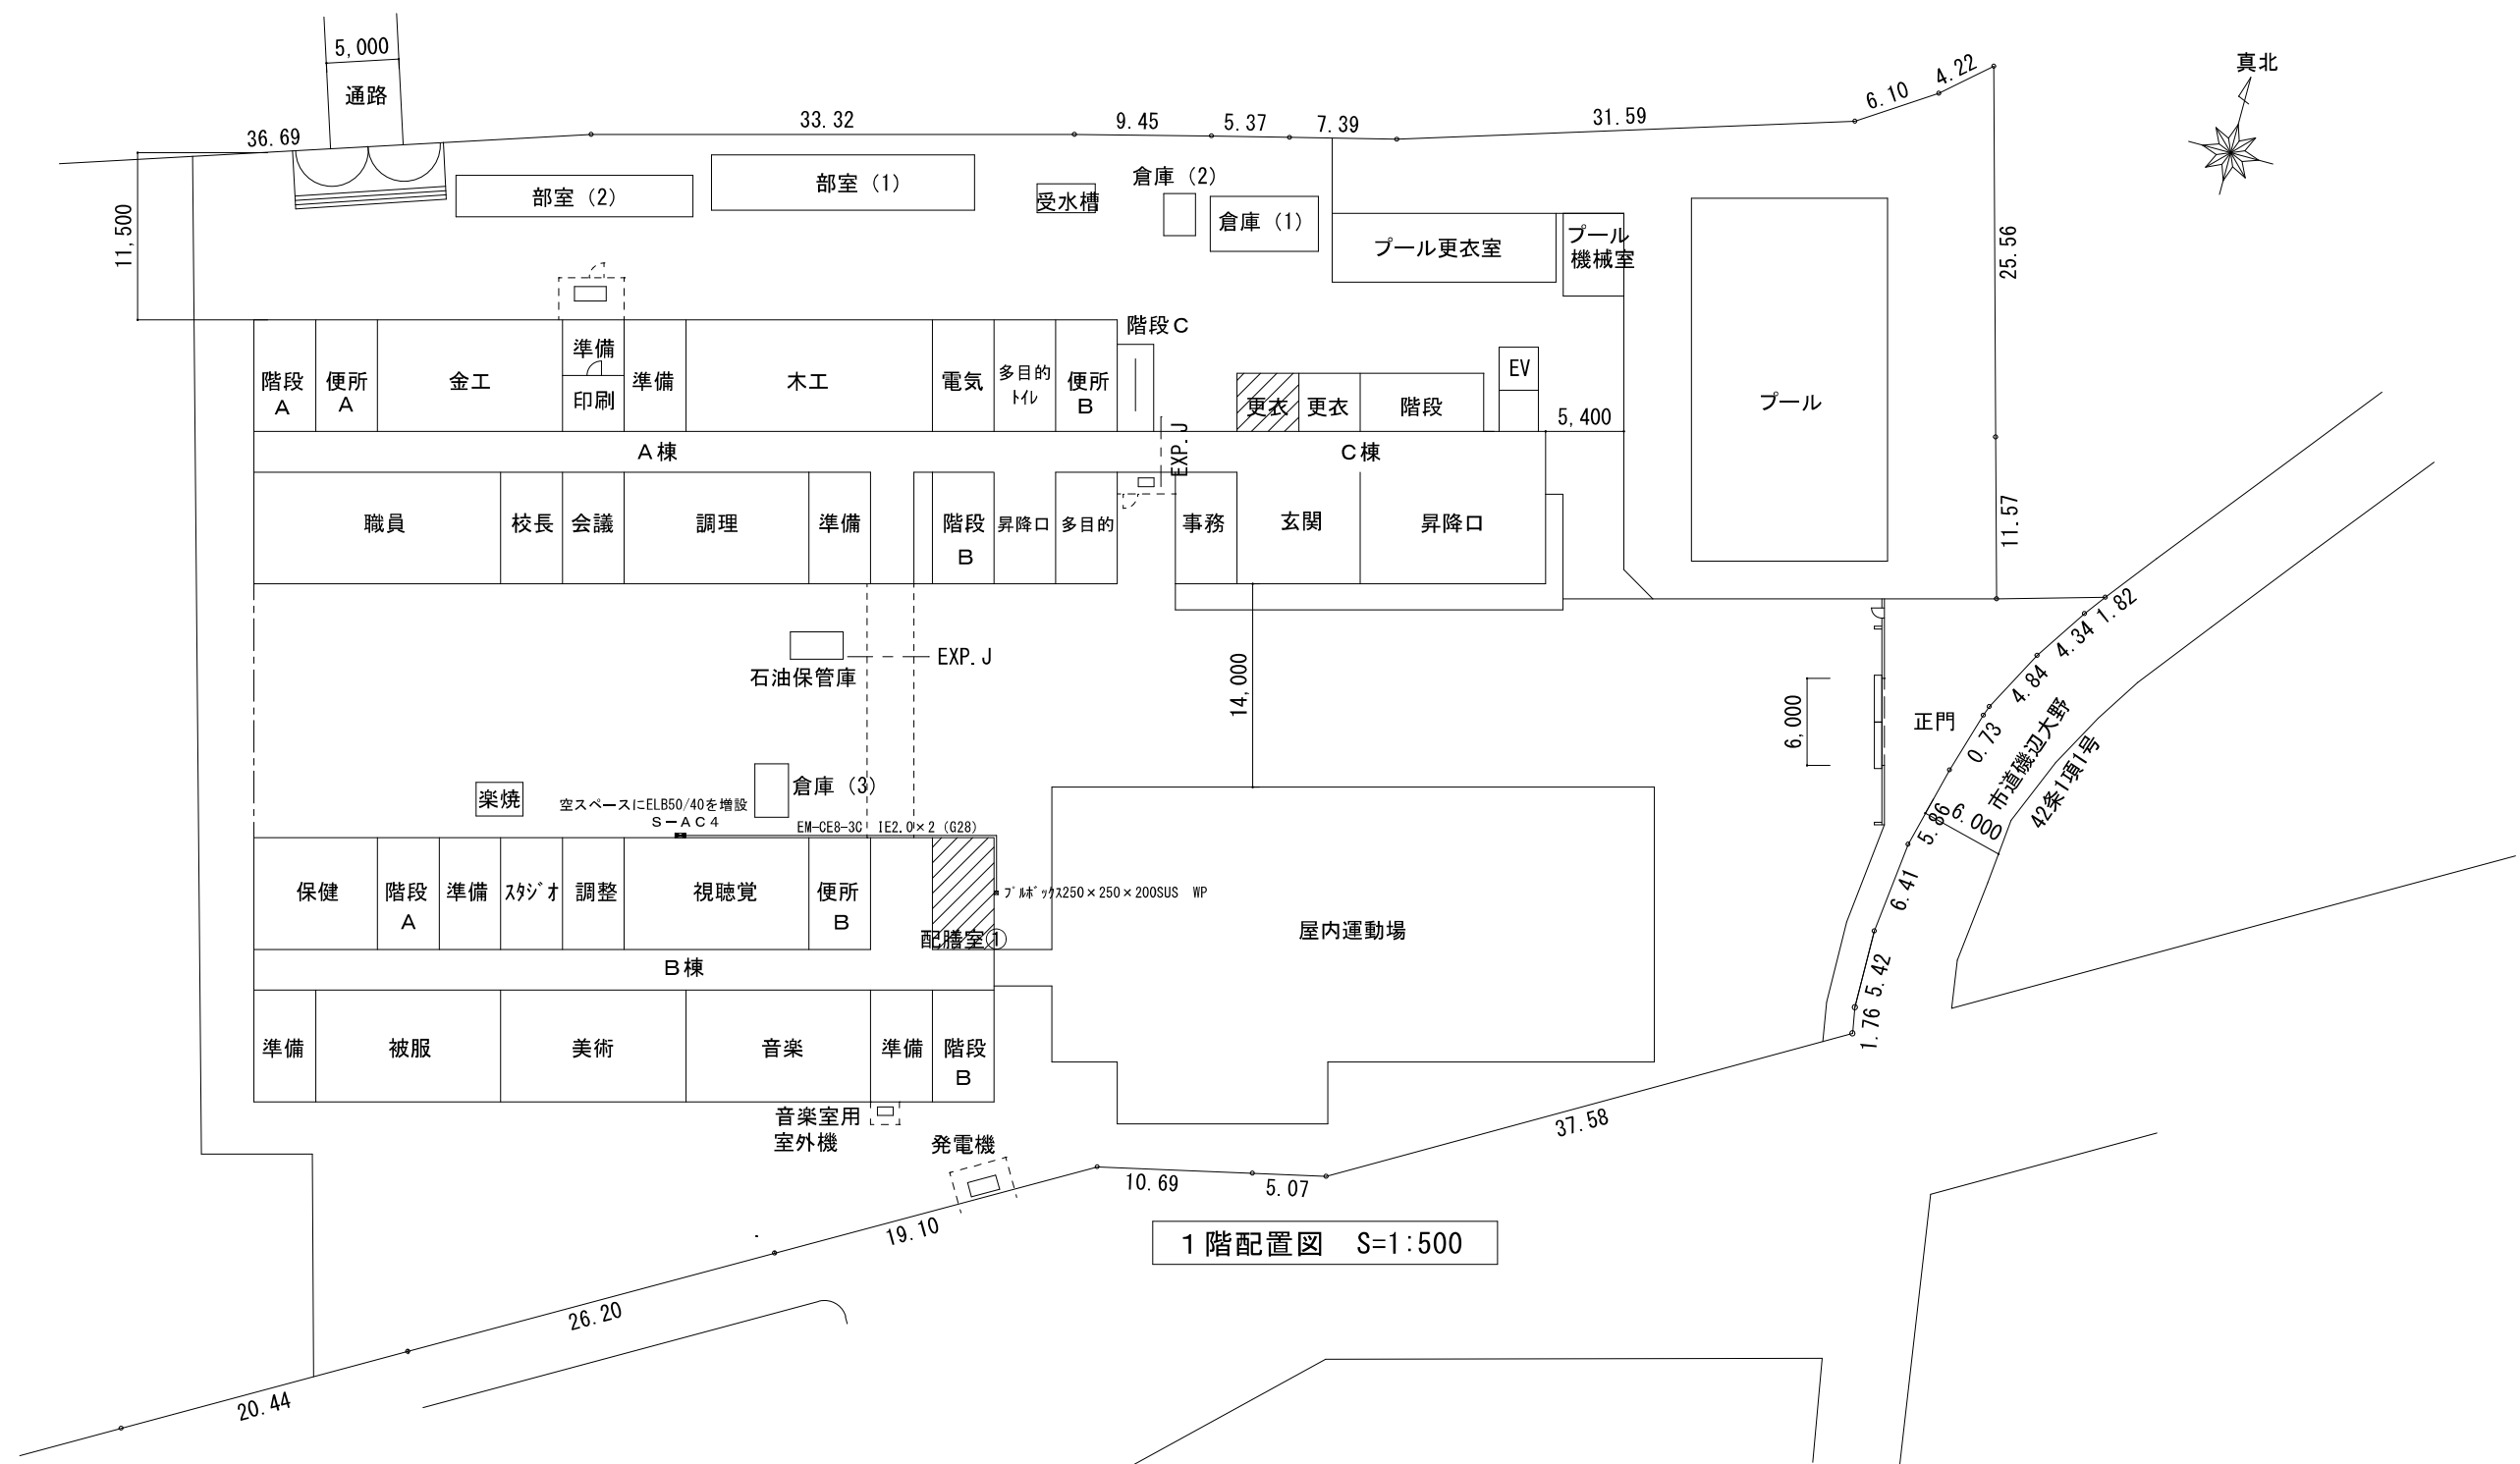 5,000
通路
真北
36.69
33.32
9.45
5.37
7.39
31.59
6.10
4.22
11,500
部室（2）
部室（1）
受水槽
倉庫（2）
倉庫（1）
プール更衣室
プール
機械室
25.56
階段
Ａ
便所
Ａ
金工
準備
印刷
準備
木工
電気
多目的
ﾄｲﾚ
便所
Ｂ
階段Ｃ
更衣
更衣
階段
EV
5,400
プール
Ａ棟
EXP.J
Ｃ棟
職員
校長
会議
調理
準備
階段
Ｂ
昇降口
多目的
事務
玄関
昇降口
11.57
1.82
4.34
4.84
0.73
5.86
6.41
5.42
1.76
石油保管庫
EXP.J
14,000
6,000
正門
市道磯辺大野
42条1項1号
6.000
楽焼
倉庫（3）
空スペースにELB50/40を増設
Ｓ－ＡＣ４
EM-CE8-3C　IE2.0×2（G28）
保健
階段
Ａ
準備
ｽﾀｼﾞｵ
調整
視聴覚
便所
Ｂ
配膳室①
ﾌﾟﾙﾎﾞｯｸｽ250×250×200SUS　WP
屋内運動場
Ｂ棟
準備
被服
美術
音楽
準備
階段
Ｂ
音楽室用
室外機
発電機
37.58
10.69
5.07
19.10
26.20
20.44
１階配置図　S=1:500